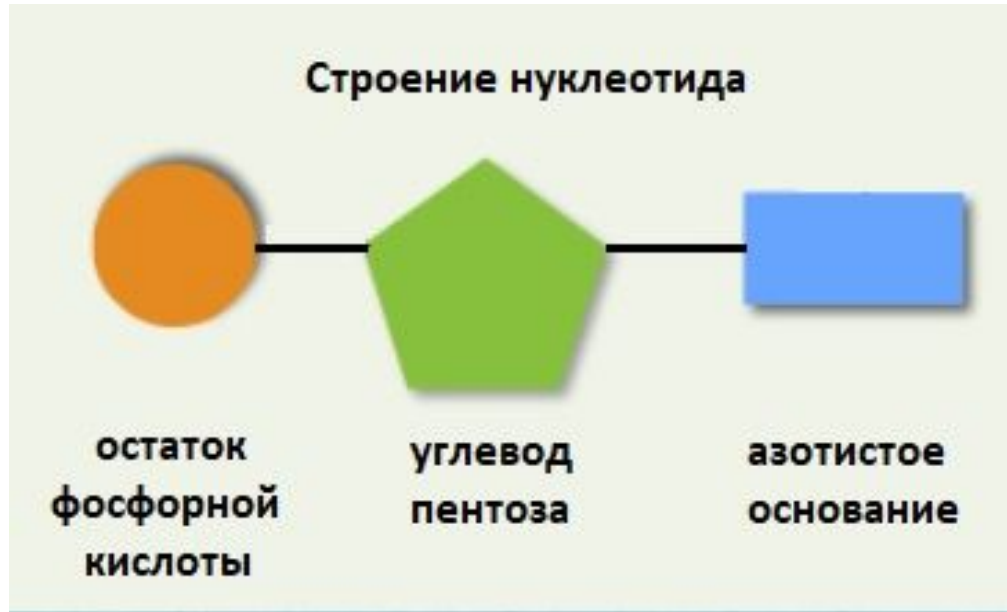 Строение нуклеотида
остаток
фосфорной
кислоты
углевод
пентоза
азотистое
основание